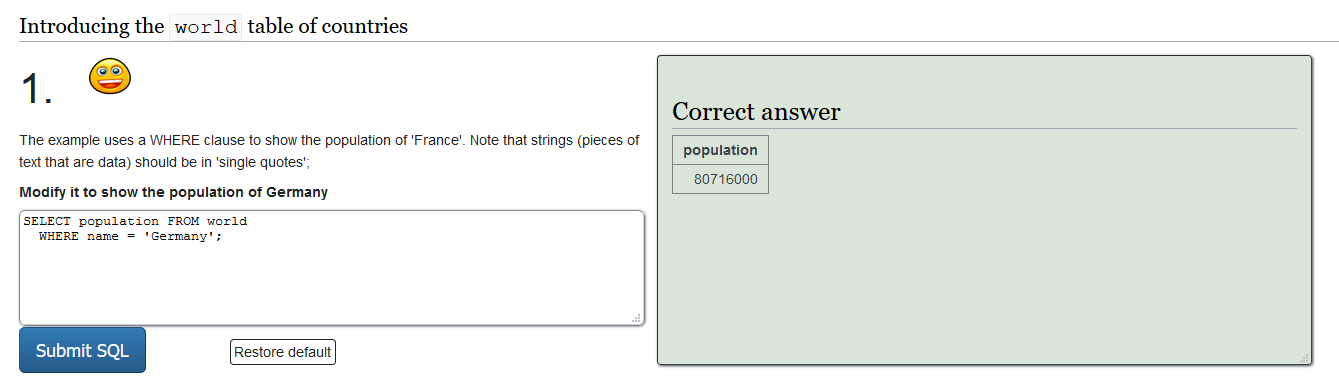 Introducing the world table of countries
1.
The example uses a WHERE clause to show the population of 'France'. Note that strings (pieces of
text that are data) should be in 'single quotes';
Modify it to show the population of Germany
SELECT population FROM world
  WHERE name = 'Germany';
Submit SQL
Restore default
Correct answer
population
80716000